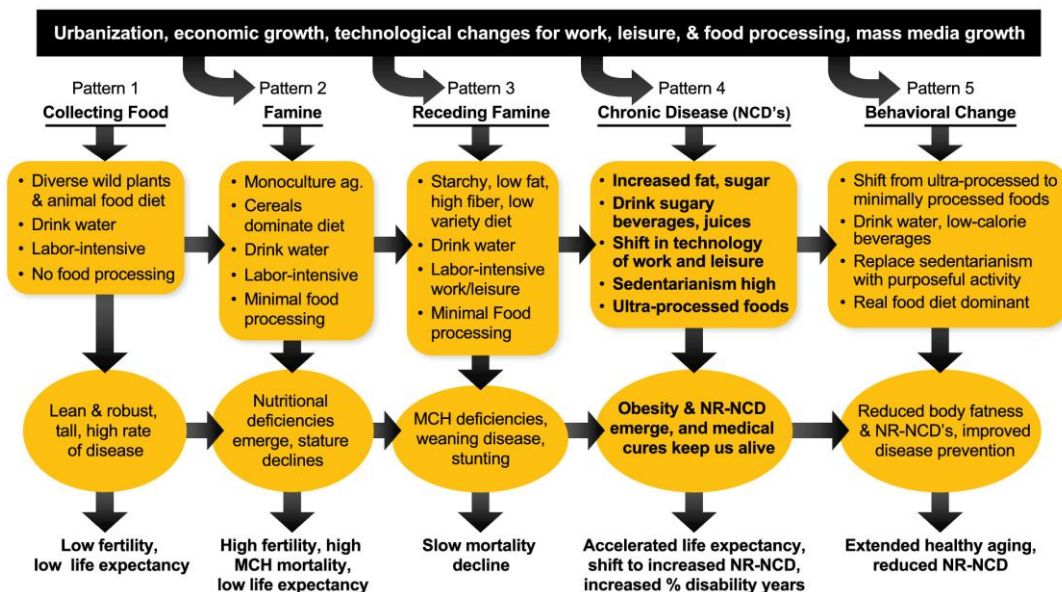 Urbanization, economic growth, technological changes for work, leisure, & food processing, mass media growth
Pattern 1
Collecting Food
Pattern 2
Famine
Pattern 3
Receding Famine
Pattern 4
Chronic Disease (NCD's)
Pattern 5
Behavioral Change
• Diverse wild plants
& animal food diet
• Drink water
• Labor-intensive
• No food processing
• Monoculture ag.
• Cereals
dominate diet
• Drink water
• Labor-intensive
• Minimal food
processing
• Starchy, low fat,
high fiber, low
variety diet
• Drink water
• Labor-intensive
work/leisure
• Minimal Food
processing
• Increased fat, sugar
• Drink sugary
beverages, juices
• Shift in technology
of work and leisure
• Sedentarianism high
• Ultra-processed foods
• Shift from ultra-processed to
minimally processed foods
• Drink water, low-calorie
beverages
• Replace sedentarianism
with purposeful activity
• Real food diet dominant
Lean & robust,
tall, high rate
of disease
Nutritional
deficiencies
emerge, stature
declines
MCH deficiencies,
weaning disease,
stunting
Obesity & NR-NCD
emerge, and medical
cures keep us alive
Reduced body fatness
& NR-NCD's, improved
disease prevention
Low fertility,
low life expectancy
High fertility, high
MCH mortality,
low life expectancy
Slow mortality
decline
Accelerated life expectancy,
shift to increased NR-NCD,
increased % disability years
Extended healthy aging,
reduced NR-NCD